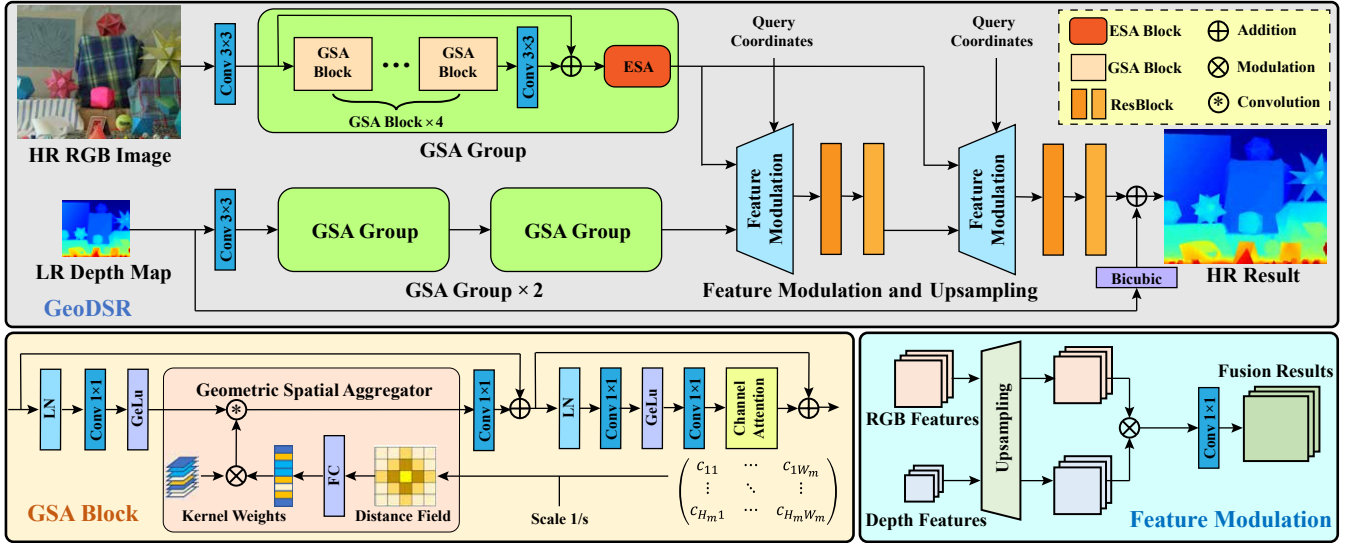 Conv 3×3
GSA
Block
GSA
Block
Conv 3×3
ESA
GSA Block×4
GSA Group
HR RGB Image
Query
Coordinates
Query
Coordinates
ESA Block
Addition
GSA Block
Modulation
ResBlock
Convolution
Feature
Modulation
Feature
Modulation
Conv 3×3
GSA Group
GSA Group
LR Depth Map
GSA Group × 2
Feature Modulation and Upsampling
Bicubic
HR Result
GeoDSR
LN
Conv 1×1
GeLu
Geometric Spatial Aggregator
Conv 1×1
LN
Conv 1×1
GeLu
Conv 1×1
Channel
Attention
FC
Kernel Weights
Distance Field
Scale 1/s
C₁₁ ⋯ C₁Wₘ
⋮ ⋱ ⋮
C_Hₘ1 ⋯ C_HₘWₘ
GSA Block
RGB Features
Upsampling
Fusion Results
Conv 1×1
Depth Features
Feature Modulation